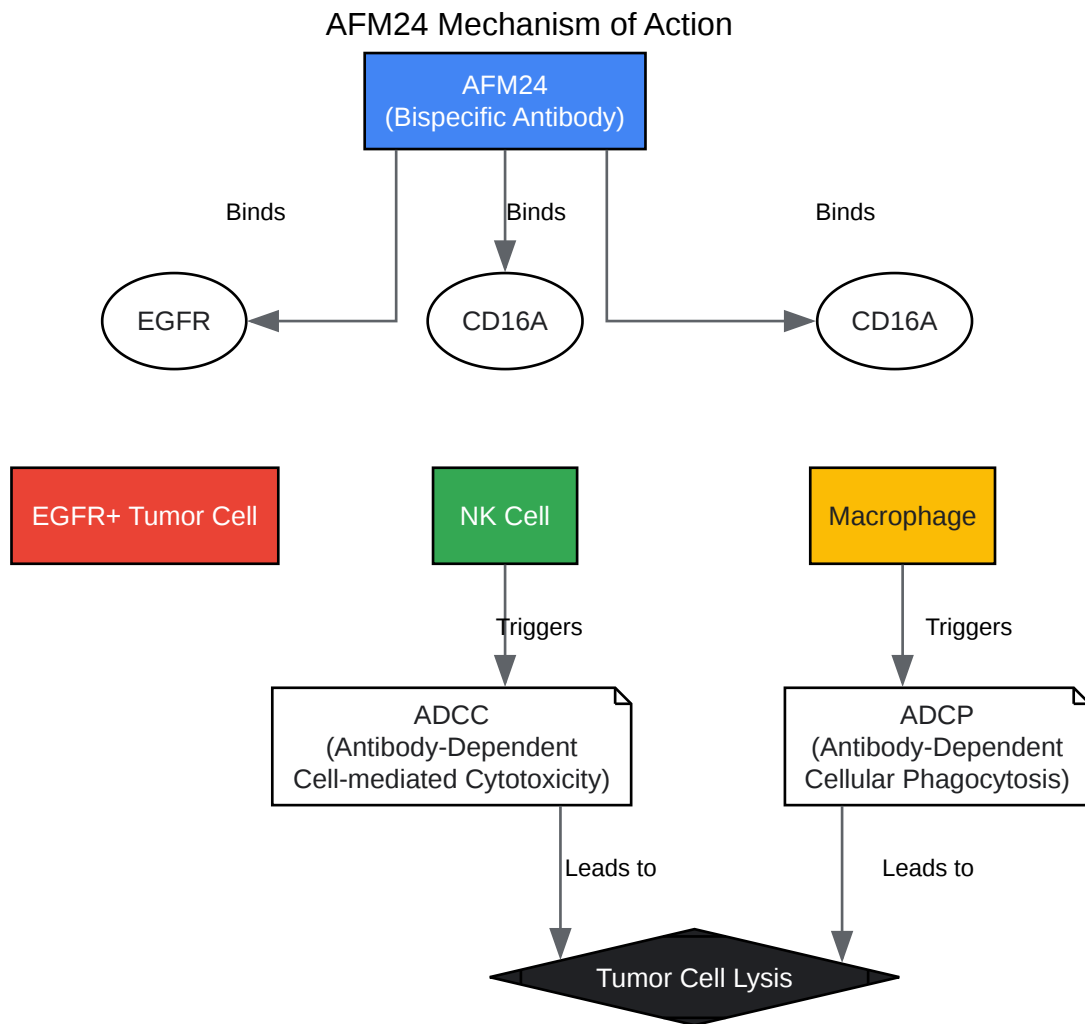 AFM24 Mechanism of Action
AFM24
(Bispecific Antibody)
Binds
Binds
Binds
EGFR
CD16A
CD16A
EGFR+ Tumor Cell
NK Cell
Macrophage
Triggers
Triggers
ADCC
(Antibody-Dependent
Cell-mediated Cytotoxicity)
ADCP
(Antibody-Dependent
Cellular Phagocytosis)
Leads to
Leads to
Tumor Cell Lysis